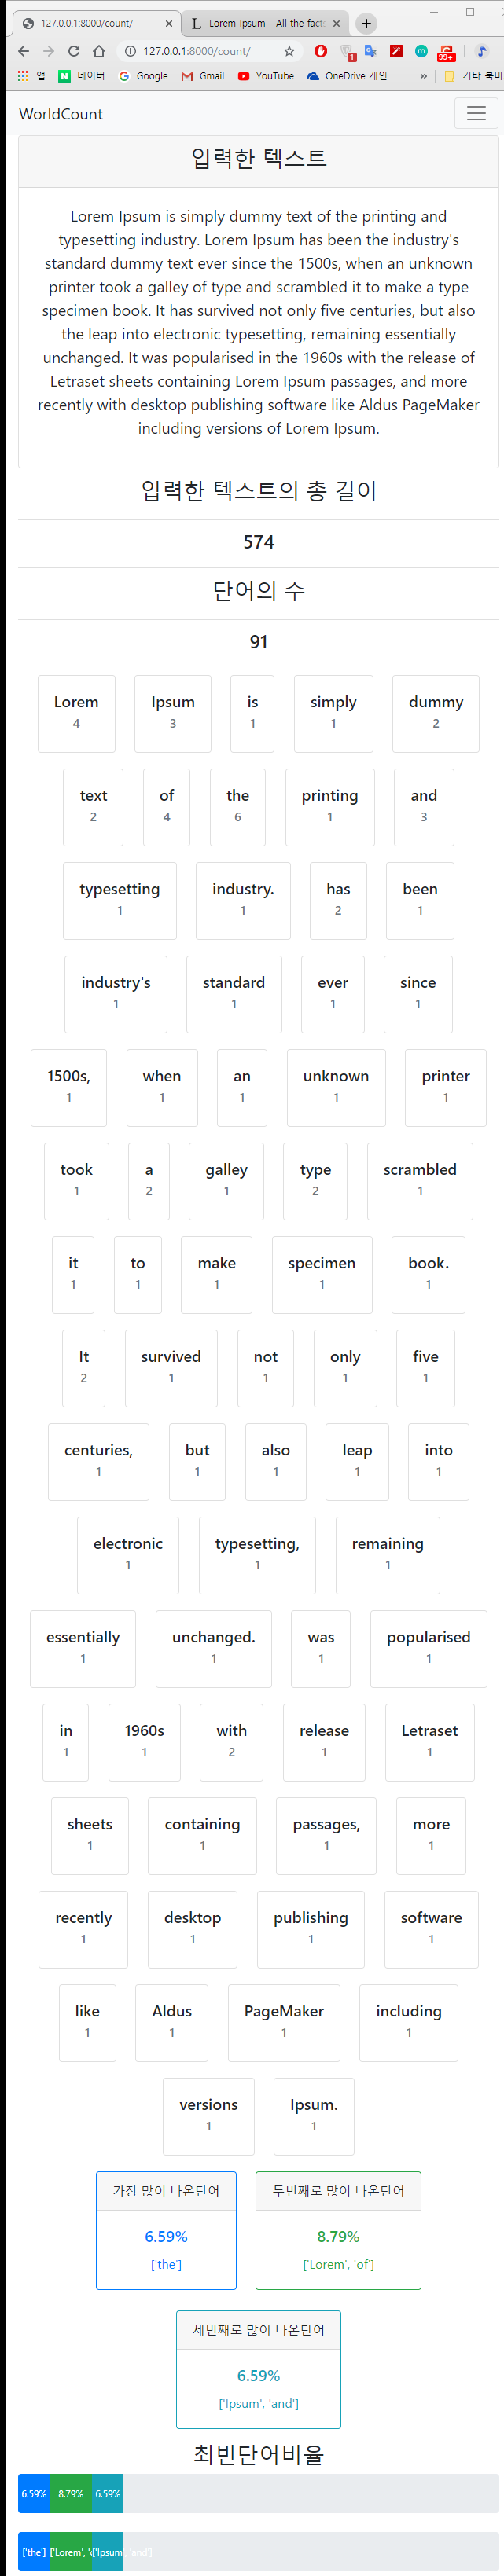 127.0.0.1:8000/count/
Lorem Ipsum - All the facts
127.0.0.1:8000/count/
1
99+
앱
네이버
Google
Gmail
YouTube
OneDrive 개인
»
기타 북마
WorldCount
입력한 텍스트
Lorem Ipsum is simply dummy text of the printing and
typesetting industry. Lorem Ipsum has been the industry's
standard dummy text ever since the 1500s, when an unknown
printer took a galley of type and scrambled it to make a type
specimen book. It has survived not only five centuries, but also
the leap into electronic typesetting, remaining essentially
unchanged. It was popularised in the 1960s with the release of
Letraset sheets containing Lorem Ipsum passages, and more
recently with desktop publishing software like Aldus PageMaker
including versions of Lorem Ipsum.
입력한 텍스트의 총 길이
574
단어의 수
91
Lorem Ipsum is simply dummy
4 3 1 1 2
text of the printing and
2 4 6 1 3
typesetting industry. has been
1 1 2 1
industry's standard ever since
1 1 1 1
1500s, when an unknown printer
1 1 1 1 1
took a galley type scrambled
1 2 1 2 1
it to make specimen book.
1 1 1 1 1
It survived not only five
2 1 1 1 1
centuries, but also leap into
1 1 1 1 1
electronic typesetting, remaining
1 1 1
essentially unchanged. was popularised
1 1 1 1
in 1960s with release Letraset
1 1 2 1 1
sheets containing passages, more
1 1 1 1
recently desktop publishing software
1 1 1 1
like Aldus PageMaker including
1 1 1 1
versions Ipsum.
1 1
가장 많이 나온단어
6.59%
['the']
두번째로 많이 나온단어
8.79%
['Lorem', 'of']
세번째로 많이 나온단어
6.59%
['Ipsum', 'and']
최빈단어비율
6.59% 8.79% 6.59%
['the'] ['Lorem', 'o ['Ipsum', 'and']